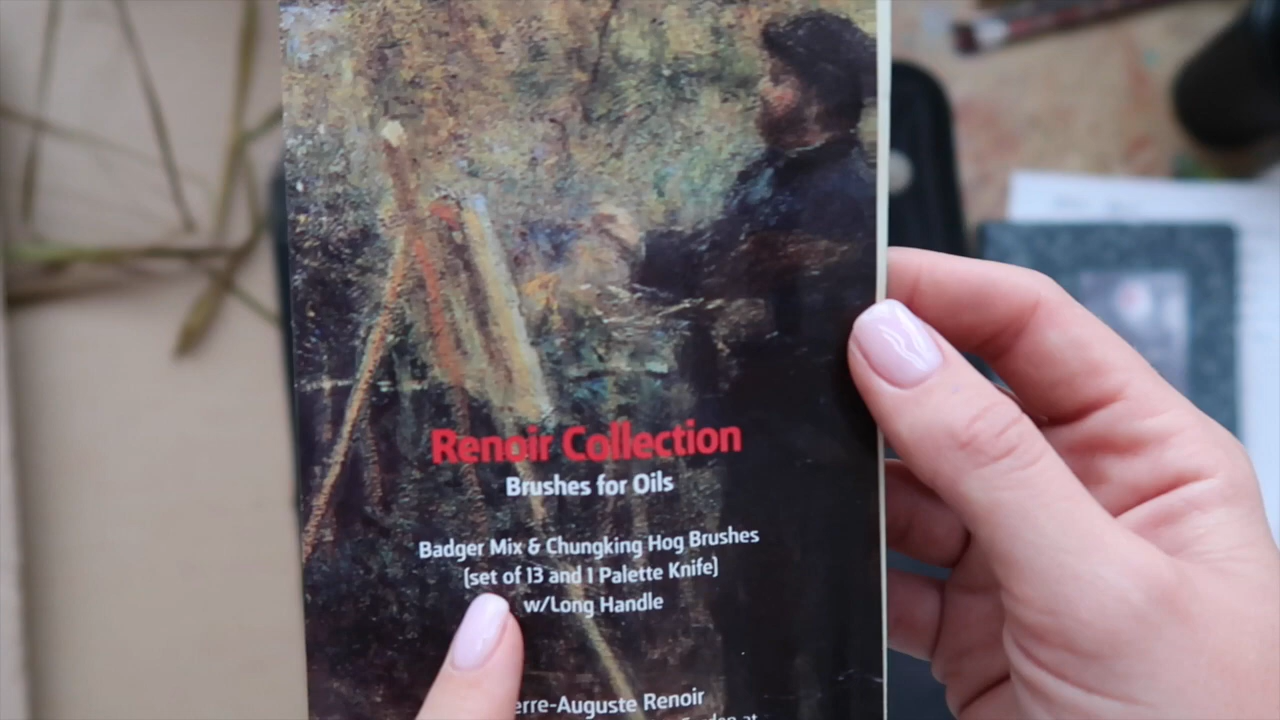 Renoir Collection
Brushes for Oils
Badger Mix & Chungking Hog Brushes
(set of 13 and 1 Palette Knife)
w/Long Handle
erre-Auguste Renoir